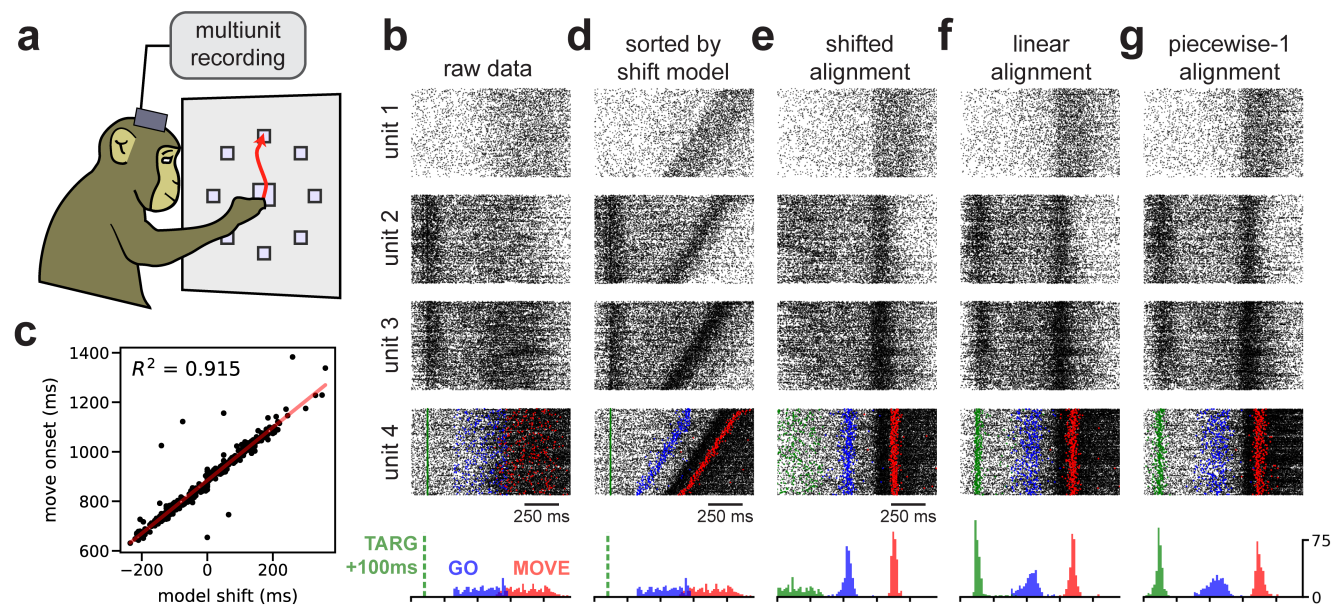 a
multiunit
recording
b
raw data
d
sorted by
shift model
e
shifted
alignment
f
linear
alignment
g
piecewise-1
alignment
unit 1
unit 2
unit 3
unit 4
c
R² = 0.915
1400
1200
1000
800
600
move onset (ms)
−200
0
200
model shift (ms)
250 ms
250 ms
250 ms
TARG
+100ms
GO
MOVE
75
0